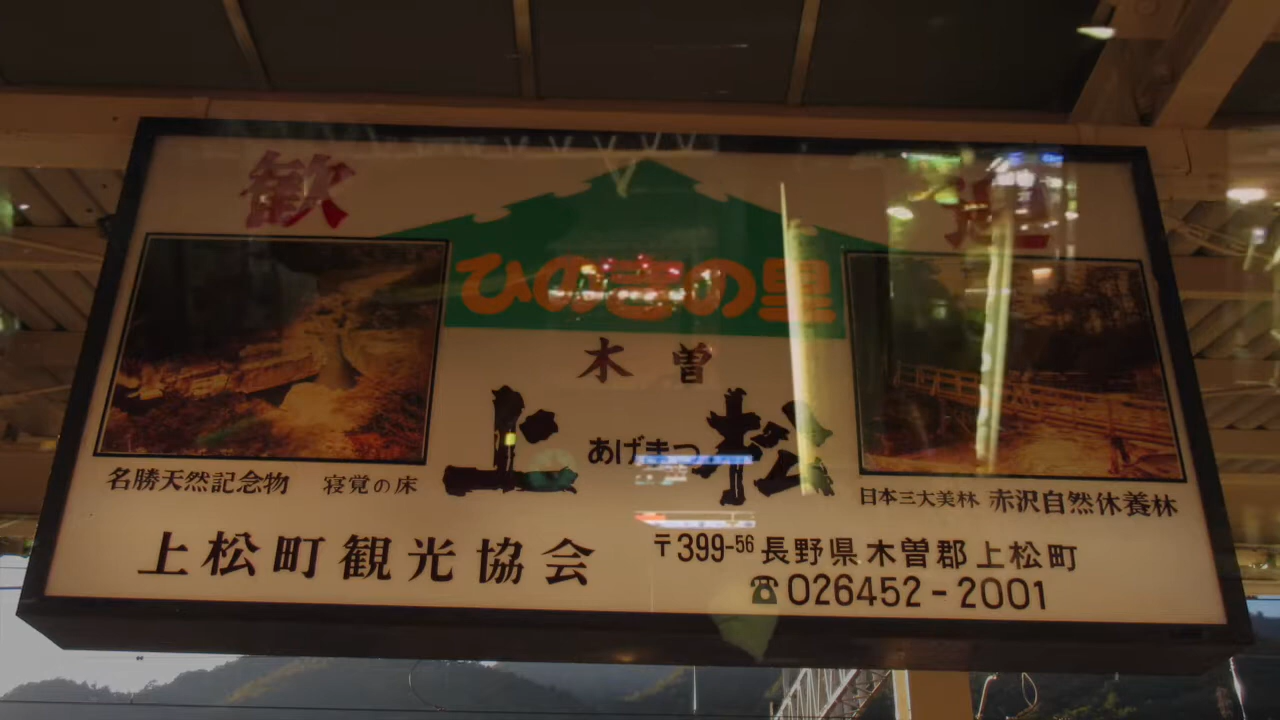 歓迎
ひのきの里
木曽
上松
あげまつ
名勝天然記念物 寝覚の床
日本三大美林 赤沢自然休養林
上松町観光協会
〒399-56 長野県木曽郡上松町
☎026452-2001